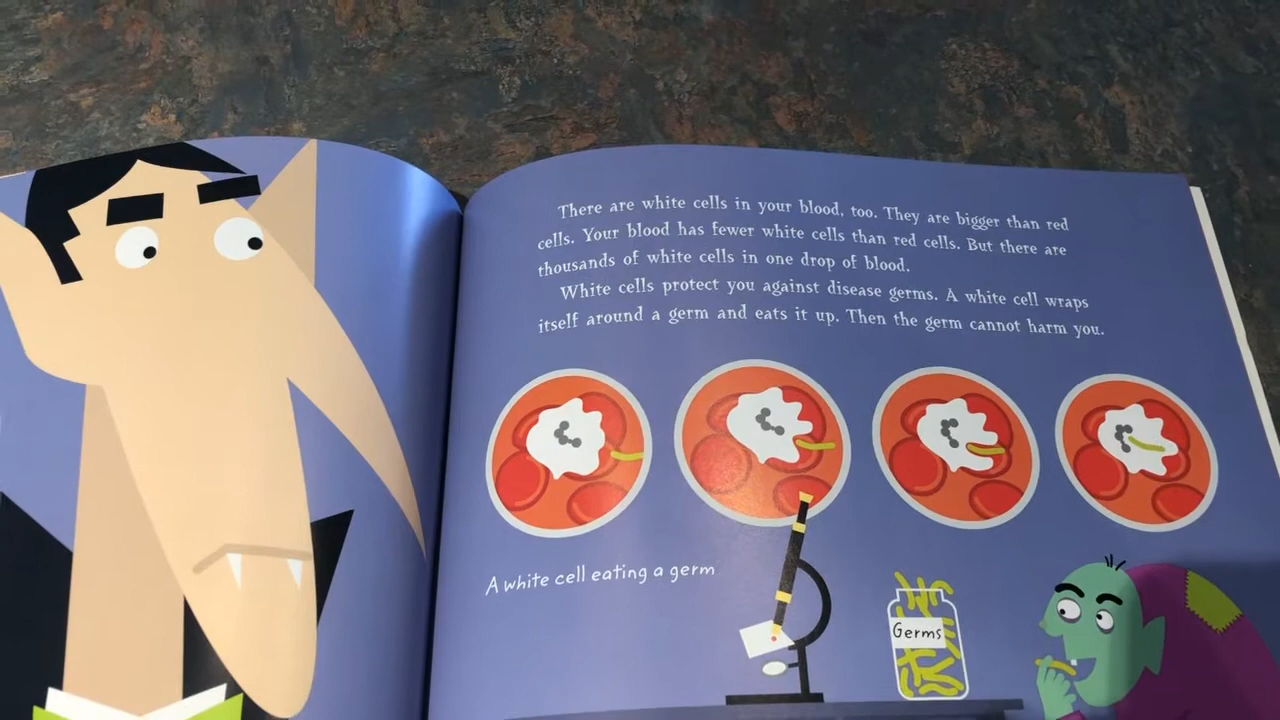 There are white cells in your blood, too. They are bigger than red
cells. Your blood has fewer white cells than red cells. But there are
thousands of white cells in one drop of blood.
White cells protect you against disease germs. A white cell wraps
itself around a germ and eats it up. Then the germ cannot harm you.
A white cell eating a germ
Germs